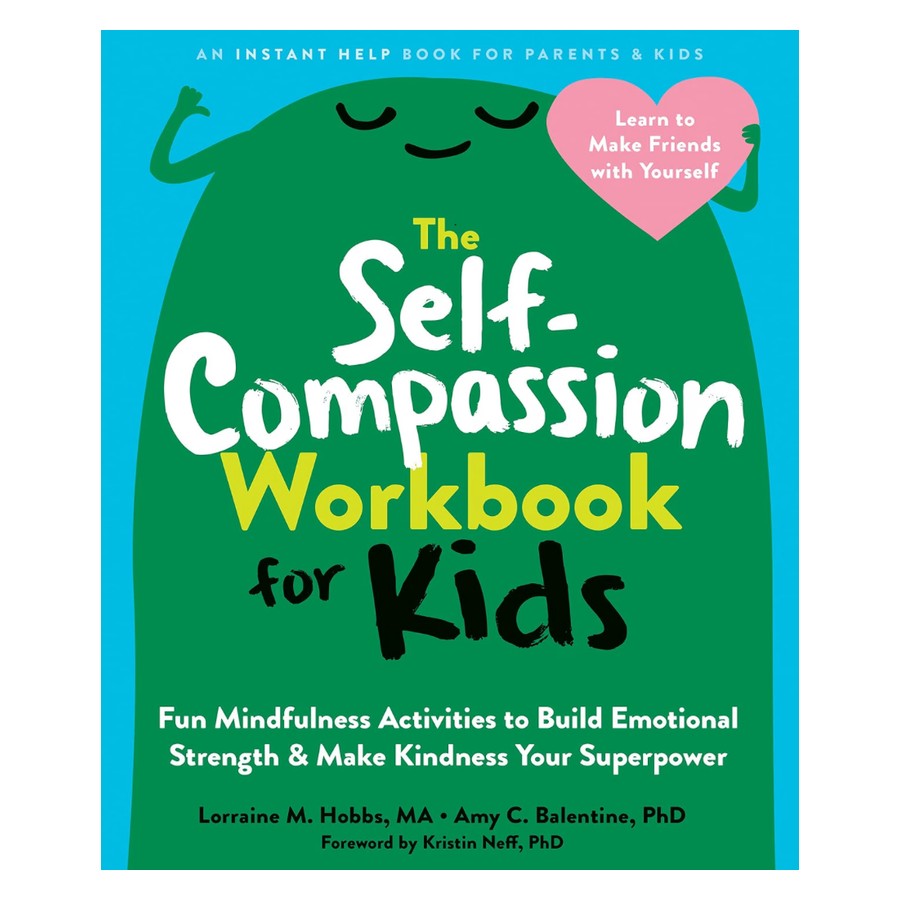 AN INSTANT HELP BOOK FOR PARENTS & KIDS
Learn to
Make Friends
with Yourself
The
Self-
Compassion
Workbook
for Kids
Fun Mindfulness Activities to Build Emotional
Strength & Make Kindness Your Superpower
Lorraine M. Hobbs, MA • Amy C. Balentine, PhD
Foreword by Kristin Neff, PhD